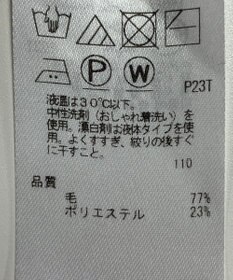 P W
P23T
液温は30℃以下。
中性洗剤（おしゃれ着洗い）を
使用。漂白剤は液体タイプを使
用。よくすすぎ、絞りの後すぐ
に干すこと。
110
品質
毛 77%
ポリエステル 23%